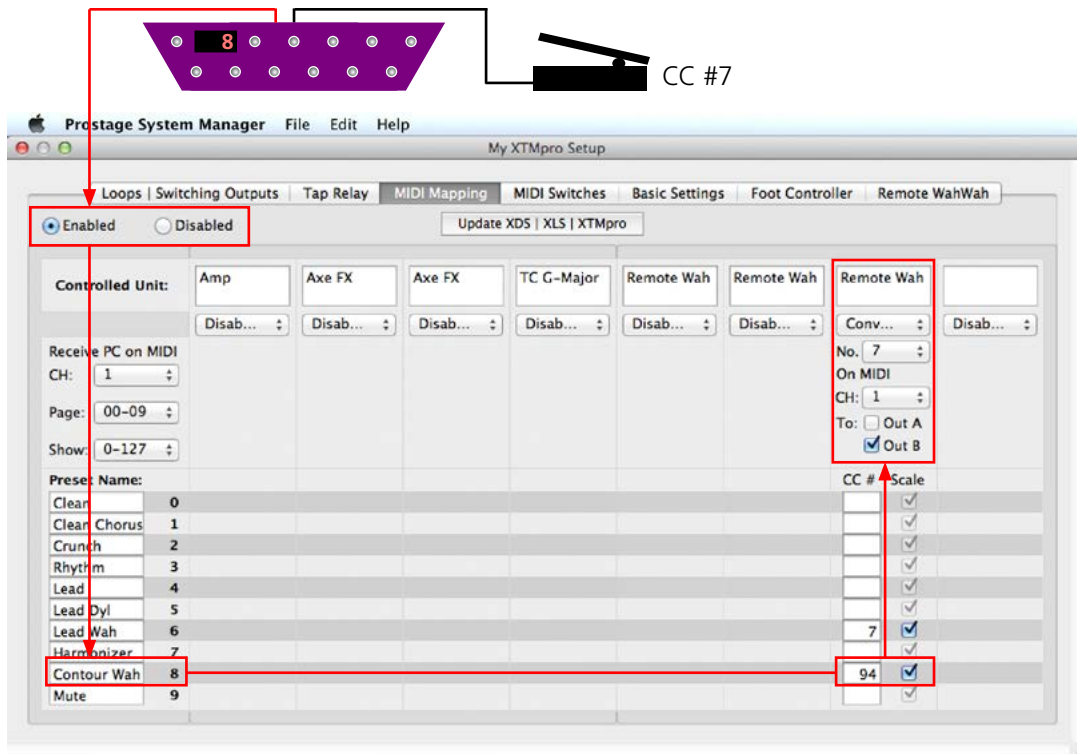 8
CC #7
Prostage System Manager File Edit Help
My XTMpro Setup
Loops | Switching Outputs Tap Relay MIDI Mapping MIDI Switches Basic Settings Foot Controller Remote WahWah
Enabled Disabled Update XDS | XLS | XTMpro
Controlled Unit: Amp Axe FX Axe FX TC G-Major Remote Wah Remote Wah Remote Wah
Disab... Disab... Disab... Disab... Disab... Disab... Conv... Disab...
Receive PC on MIDI No. 7
CH: 1 On MIDI
CH: 1
Page: 00-09 To: Out A
Show: 0-127 Out B
Preset Name: CC # Scale
Clean 0
Clean Chorus 1
Crunch 2
Rhythm 3
Lead 4
Lead Dyl 5
Lead Wah 6 7
Harmonizer 7
Contour Wah 8 94
Mute 9